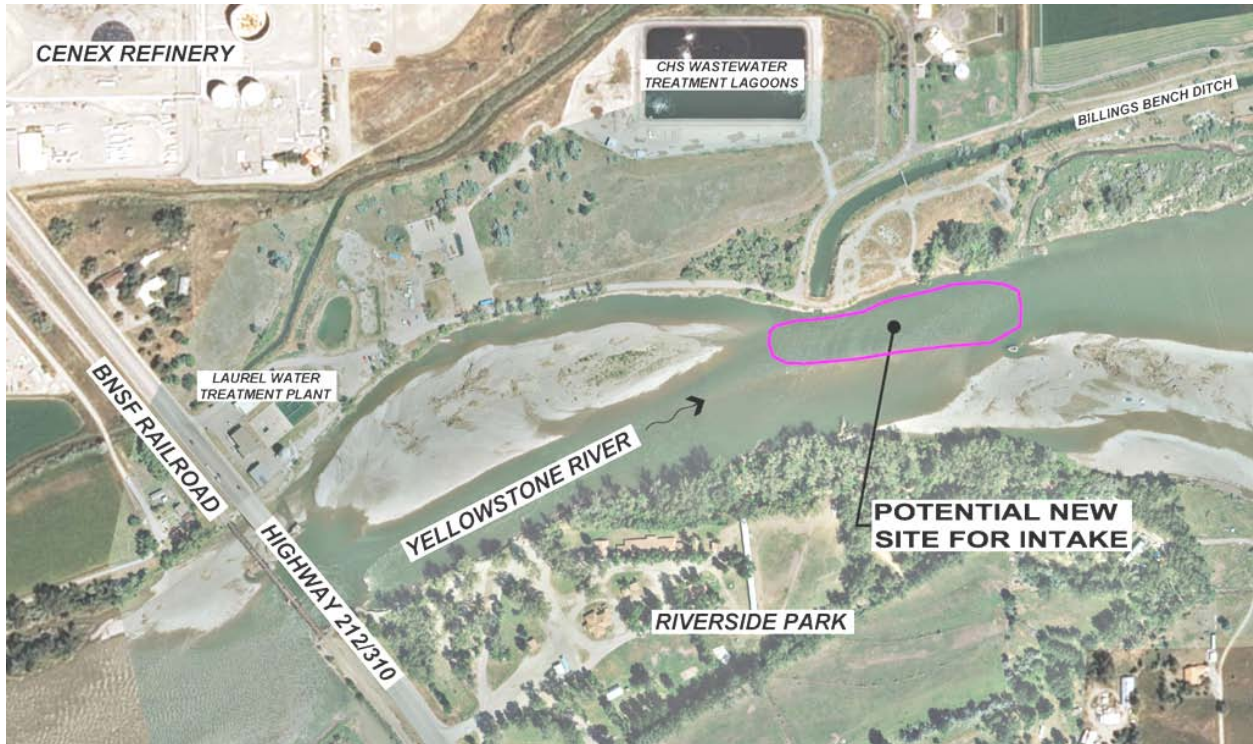 CENEX REFINERY
CHS WASTEWATER
TREATMENT LAGOONS
BILLINGS BENCH DITCH
LAUREL WATER
TREATMENT PLANT
BNSF RAILROAD
HIGHWAY 212/310
YELLOWSTONE RIVER
POTENTIAL NEW
SITE FOR INTAKE
RIVERSIDE PARK